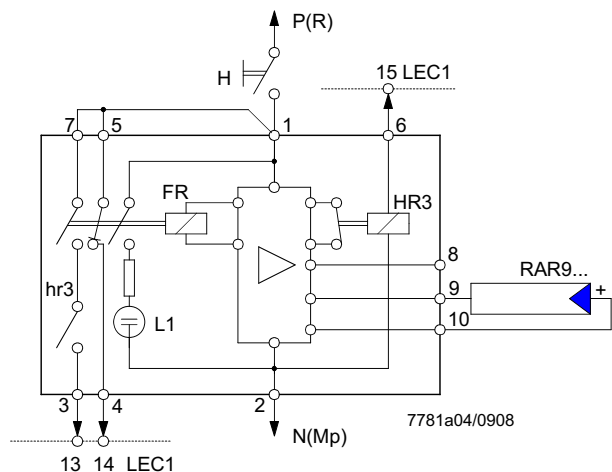 P(R)
H
15 LEC1
7 5 1 6
FR
HR3
8
RAR9...
9
+
10
hr3
L1
3 4 2
7781a04/0908
N(Mp)
13 14 LEC1